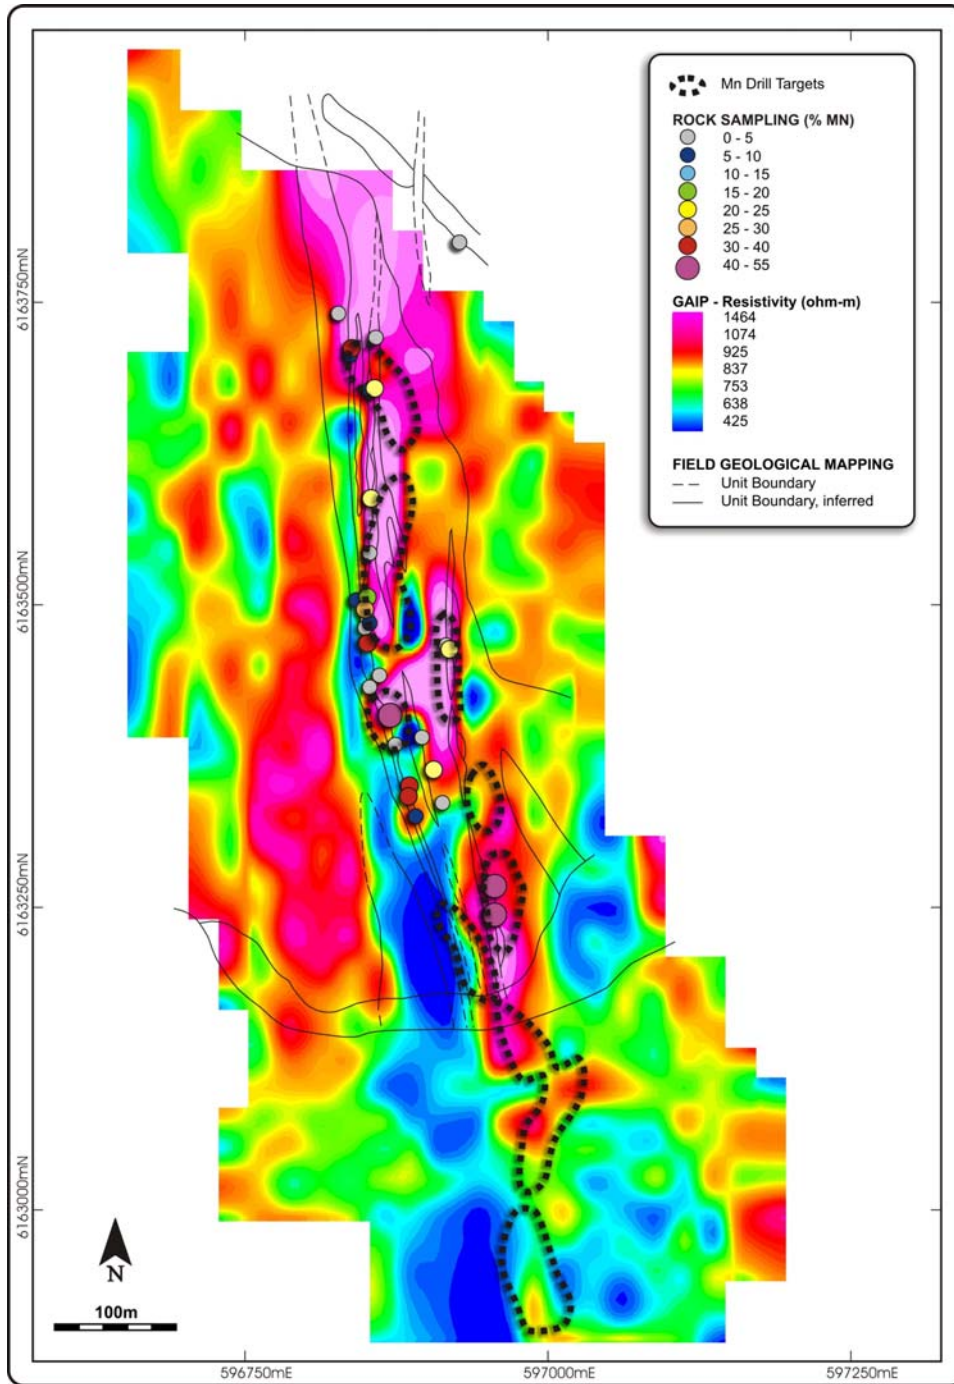 Mn Drill Targets
ROCK SAMPLING (% MN)
0 - 5
5 - 10
10 - 15
15 - 20
20 - 25
25 - 30
30 - 40
40 - 55
GAIP - Resistivity (ohm-m)
1464
1074
925
837
753
638
425
FIELD GEOLOGICAL MAPPING
Unit Boundary
Unit Boundary, inferred
6163750mN
6163500mN
6163250mN
6163000mN
N
100m
596750mE
597000mE
597250mE